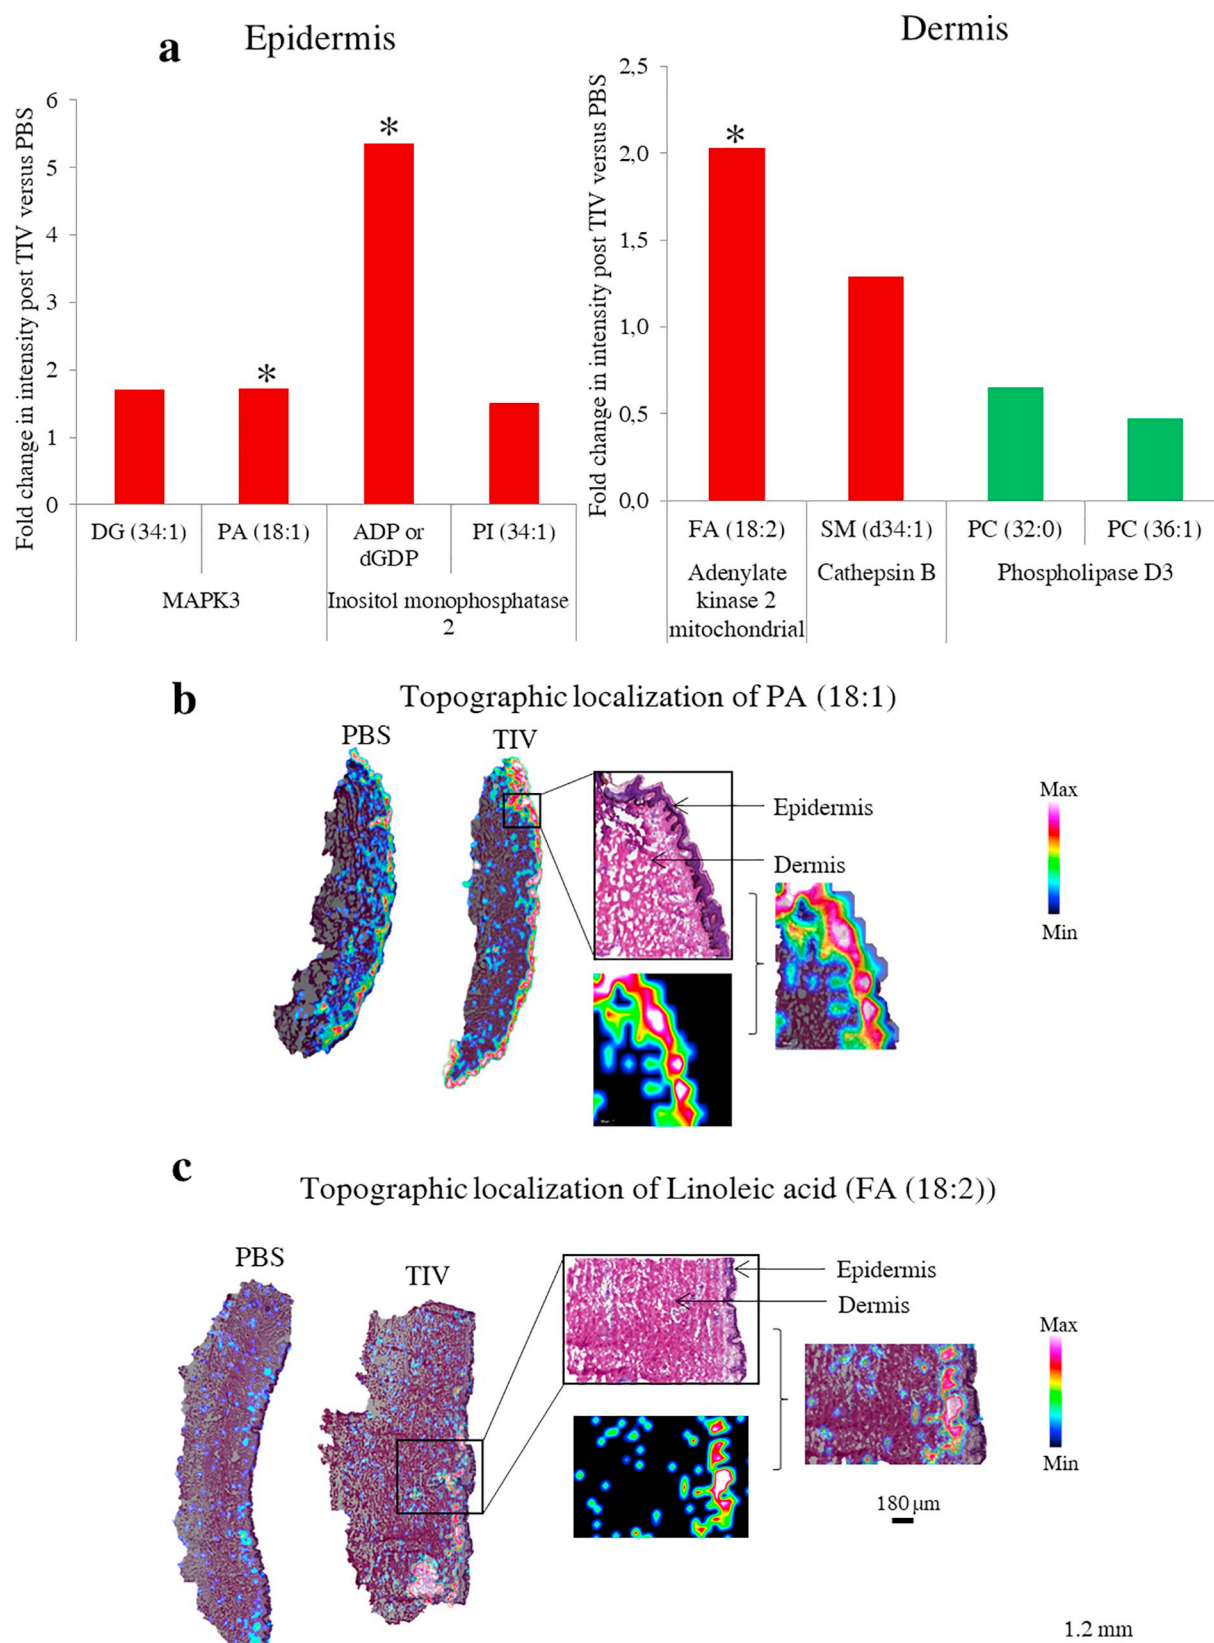 a
Epidermis
Fold change in intensity post TIV versus PBS
6
5
4
3
2
1
0
*
*
DG (34:1)
PA (18:1)
ADP or
dGDP
PI (34:1)
MAPK3
Inositol monophosphatase
2
Dermis
Fold change in intensity post TIV versus PBS
2,5
2,0
1,5
1,0
0,5
0,0
*
FA (18:2)
SM (d34:1)
PC (32:0)
PC (36:1)
Adenylate
kinase 2
mitochondrial
Cathepsin B
Phospholipase D3
b
Topographic localization of PA (18:1)
PBS
TIV
Epidermis
Dermis
Max
Min
c
Topographic localization of Linoleic acid (FA (18:2))
PBS
TIV
Epidermis
Dermis
Max
Min
180 µm
1.2 mm